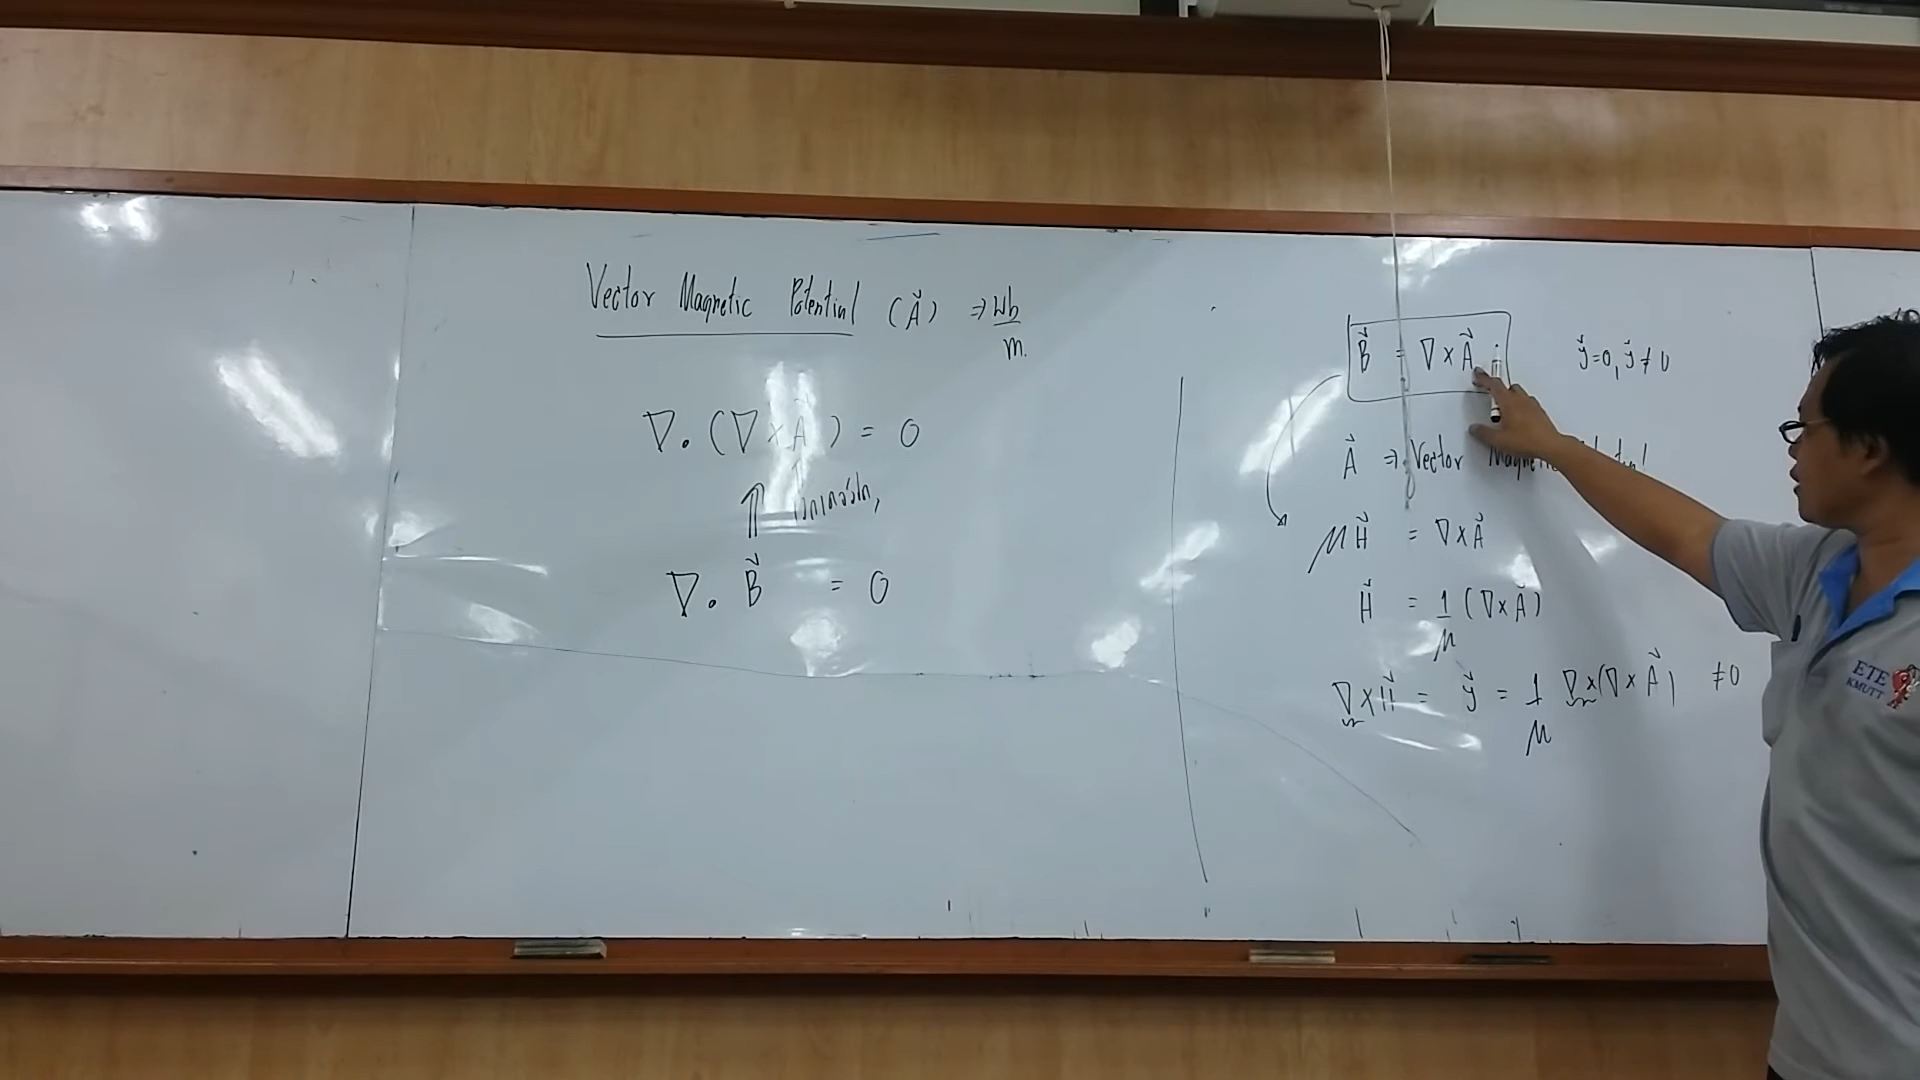 Vector Magnetic Potential (A⃗) ⇒ Wb/m.
∇·(∇×A⃗) = 0
⇑
∇·B⃗ = 0
B⃗ = ∇×A⃗ J⃗=0, J⃗≠0
A⃗ ⇒ Vector
μH⃗ = ∇×A⃗
H⃗ = 1/μ (∇×A⃗)
∇×H⃗ = J⃗ = 1/μ ∇×(∇×A⃗) ≠0
ETE
KMUTT